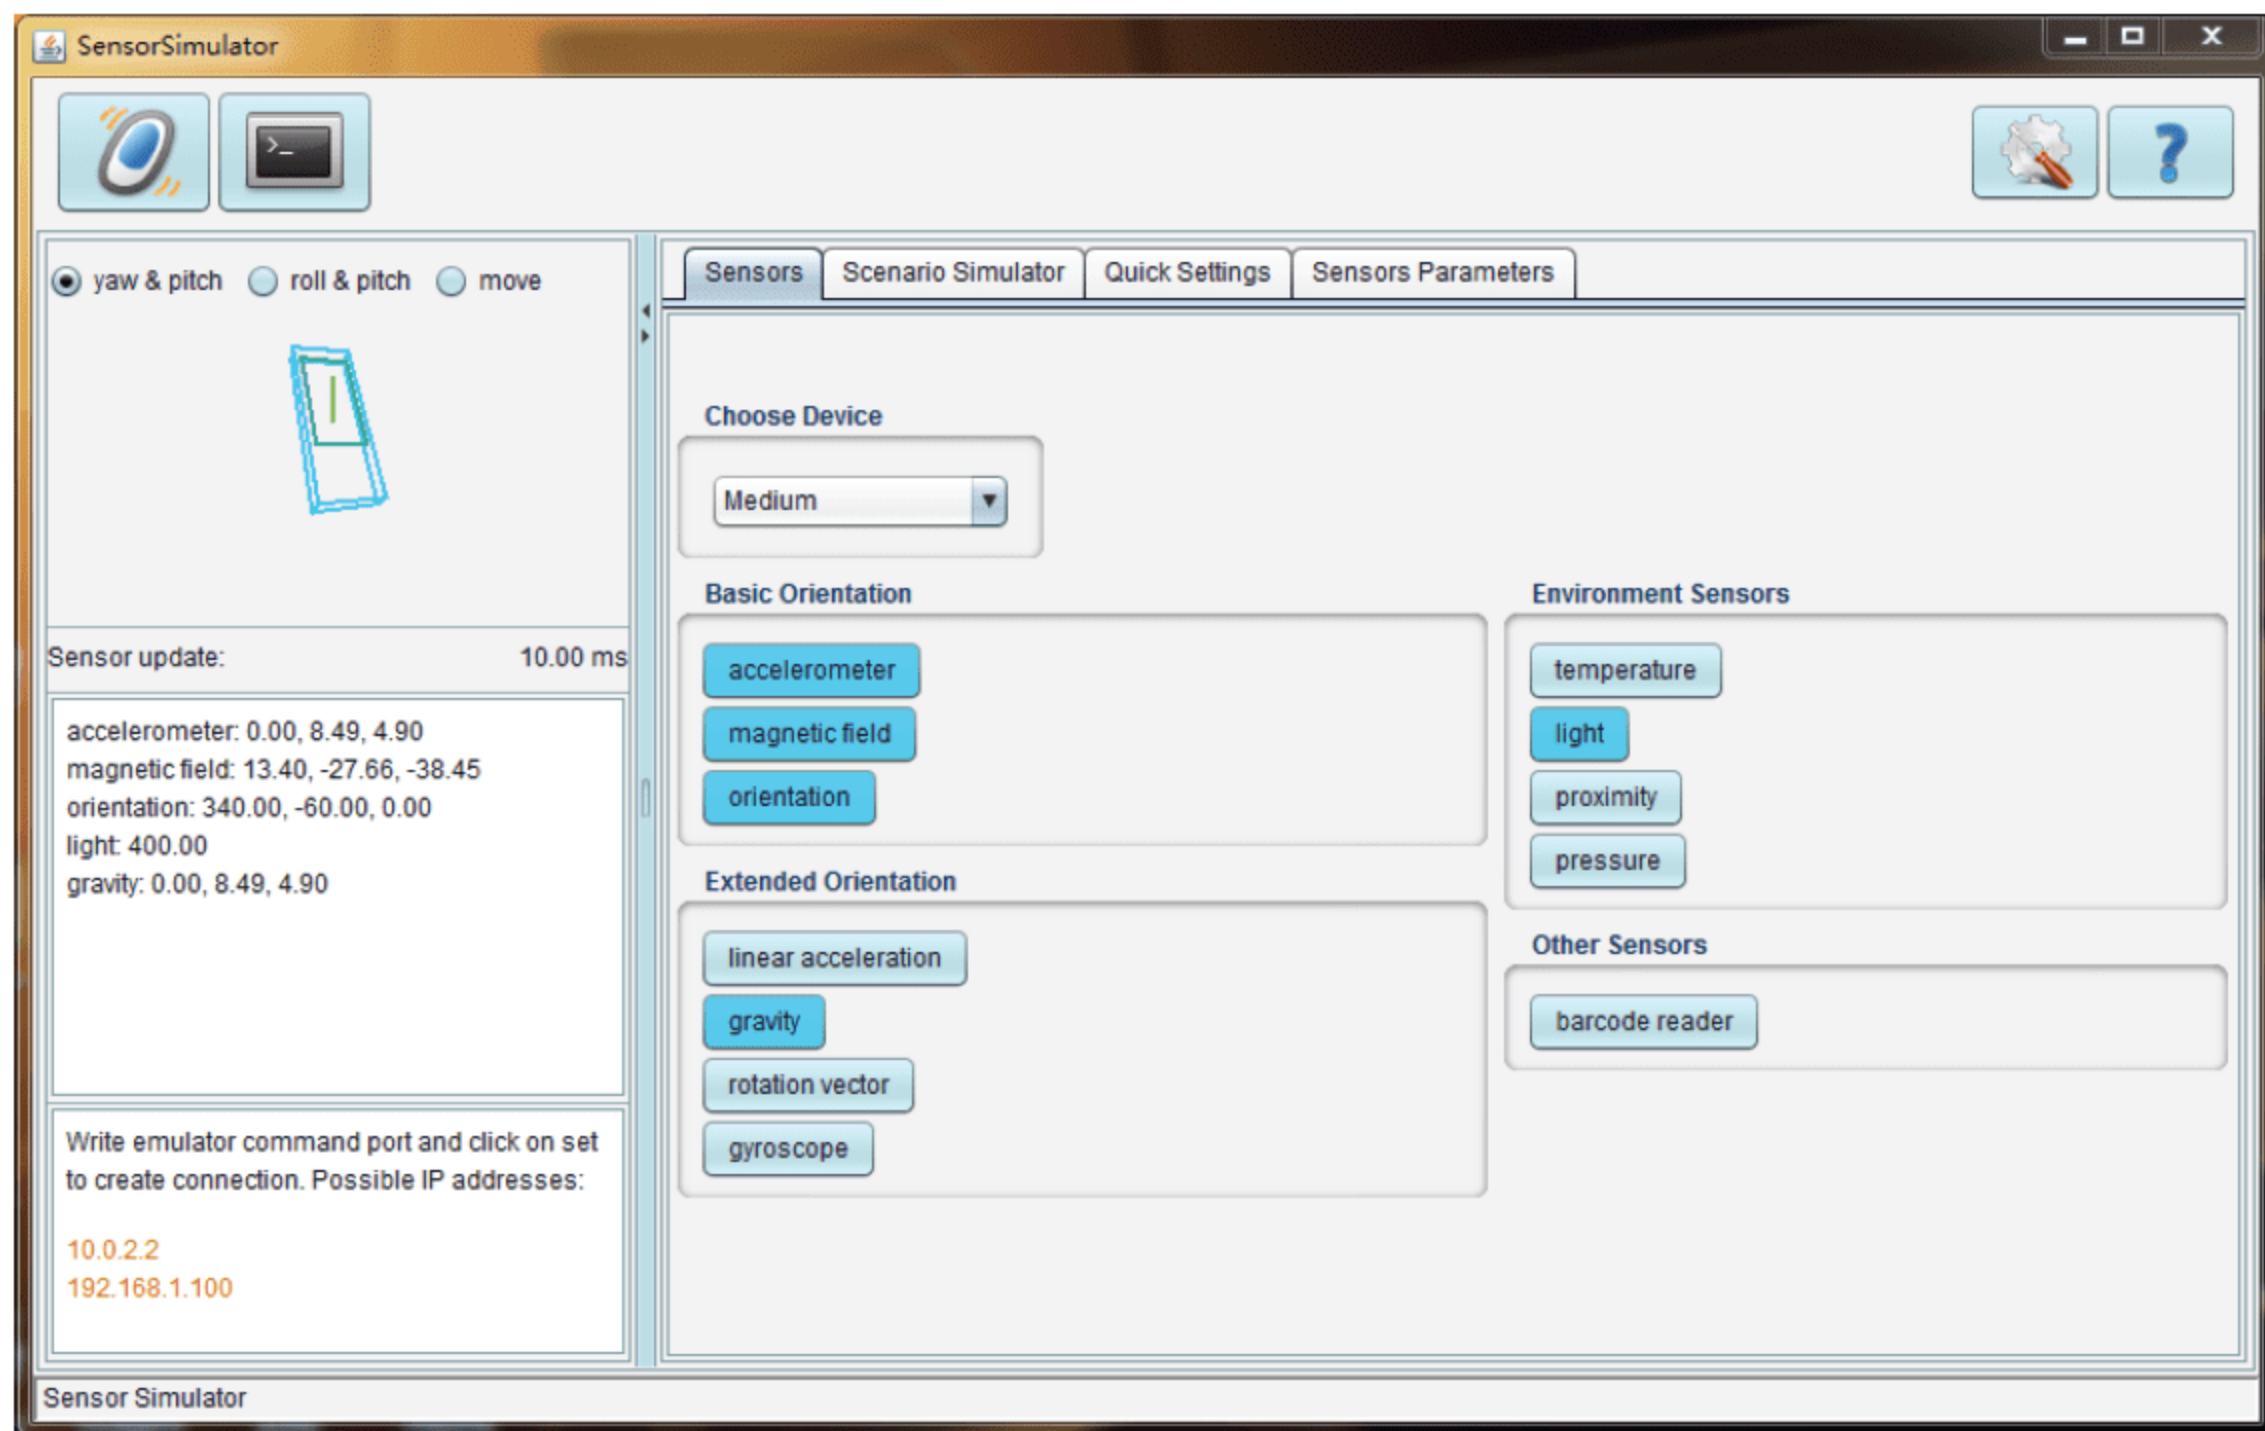 SensorSimulator
>_
?
yaw & pitch roll & pitch move
Sensor update: 10.00 ms
accelerometer: 0.00, 8.49, 4.90
magnetic field: 13.40, -27.66, -38.45
orientation: 340.00, -60.00, 0.00
light: 400.00
gravity: 0.00, 8.49, 4.90
Write emulator command port and click on set
to create connection. Possible IP addresses:
10.0.2.2
192.168.1.100
Sensors Scenario Simulator Quick Settings Sensors Parameters
Choose Device
Medium
Basic Orientation
accelerometer
magnetic field
orientation
Extended Orientation
linear acceleration
gravity
rotation vector
gyroscope
Environment Sensors
temperature
light
proximity
pressure
Other Sensors
barcode reader
Sensor Simulator